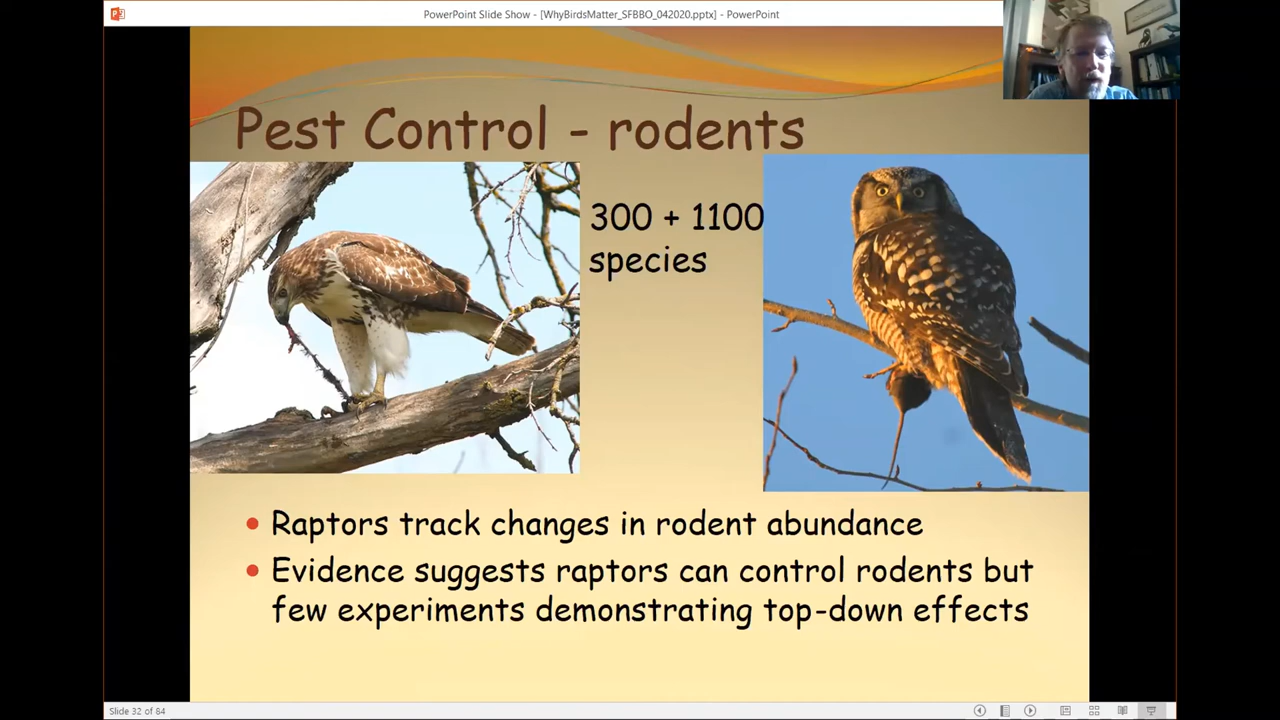 PowerPoint Slide Show - [WhyBirdsMatter_SFBBO_042020.pptx] - PowerPoint
Pest Control - rodents
300 + 1100
species
• Raptors track changes in rodent abundance
• Evidence suggests raptors can control rodents but
few experiments demonstrating top-down effects
Slide 32 of 84